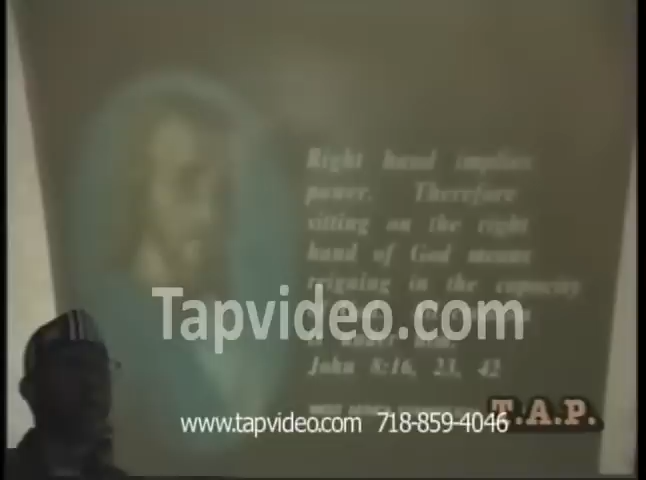 Right hand implies
power. Therefore
sitting on the right
hand of God means
reigning in the capacity
Tapvideo.com
John 8:16, 23, 42
T.A.P.
www.tapvideo.com 718-859-4046